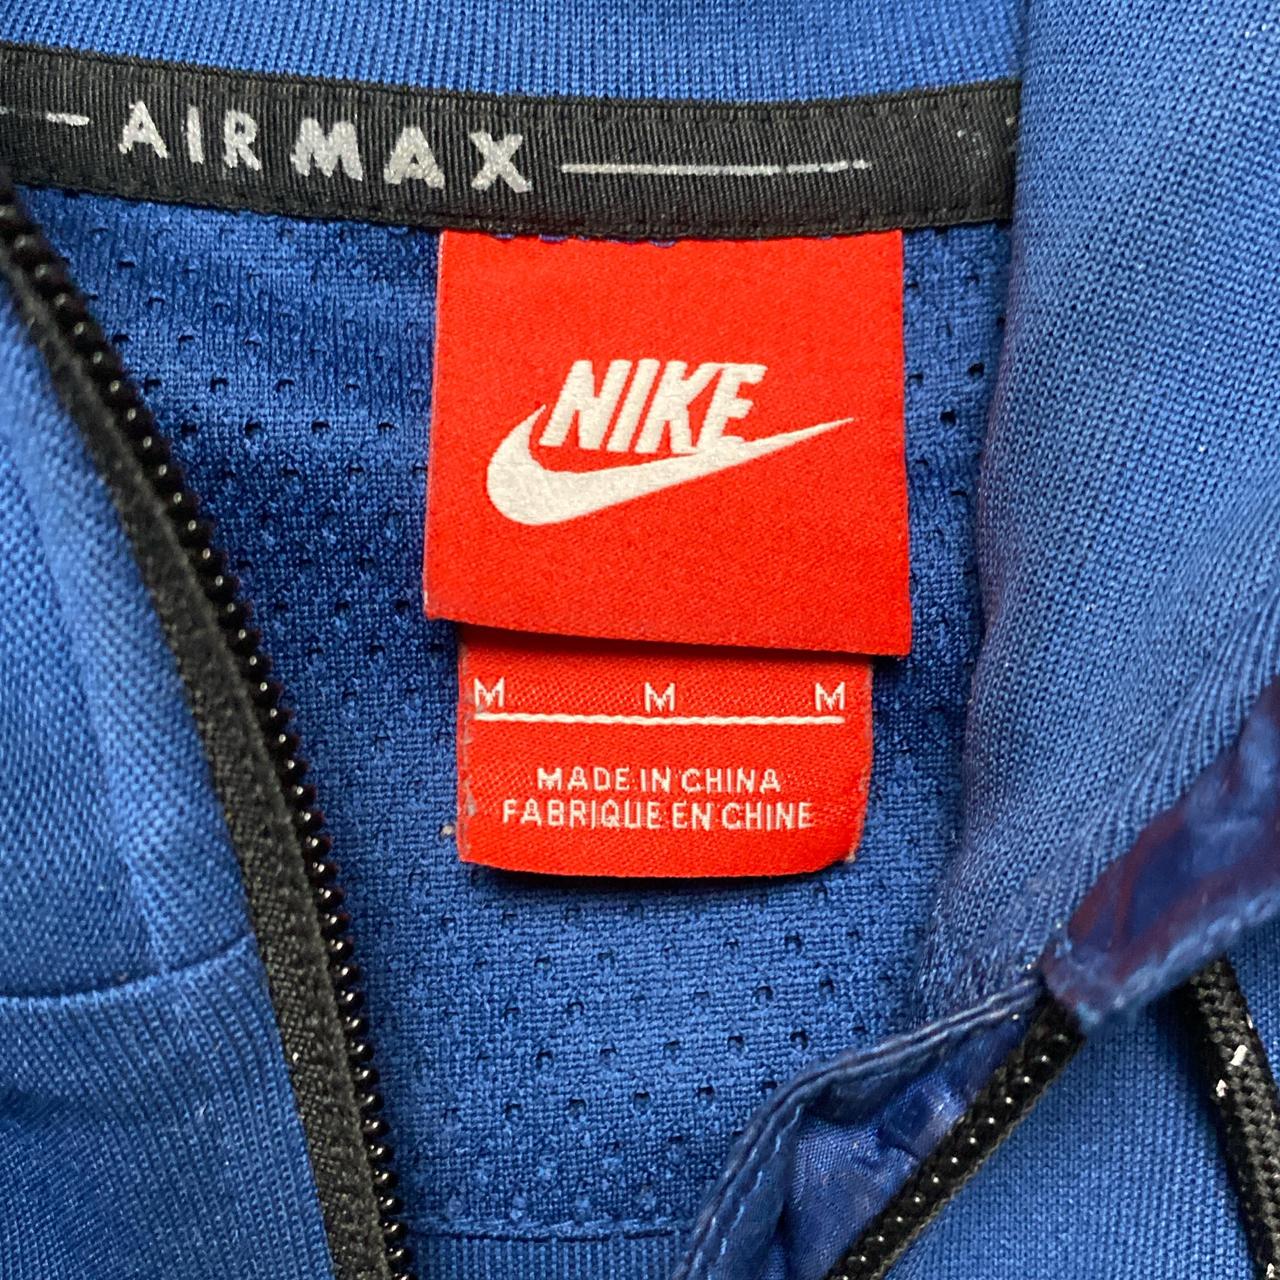 AIR MAX
NIKE
M M M
MADE IN CHINA
FABRIQUE EN CHINE